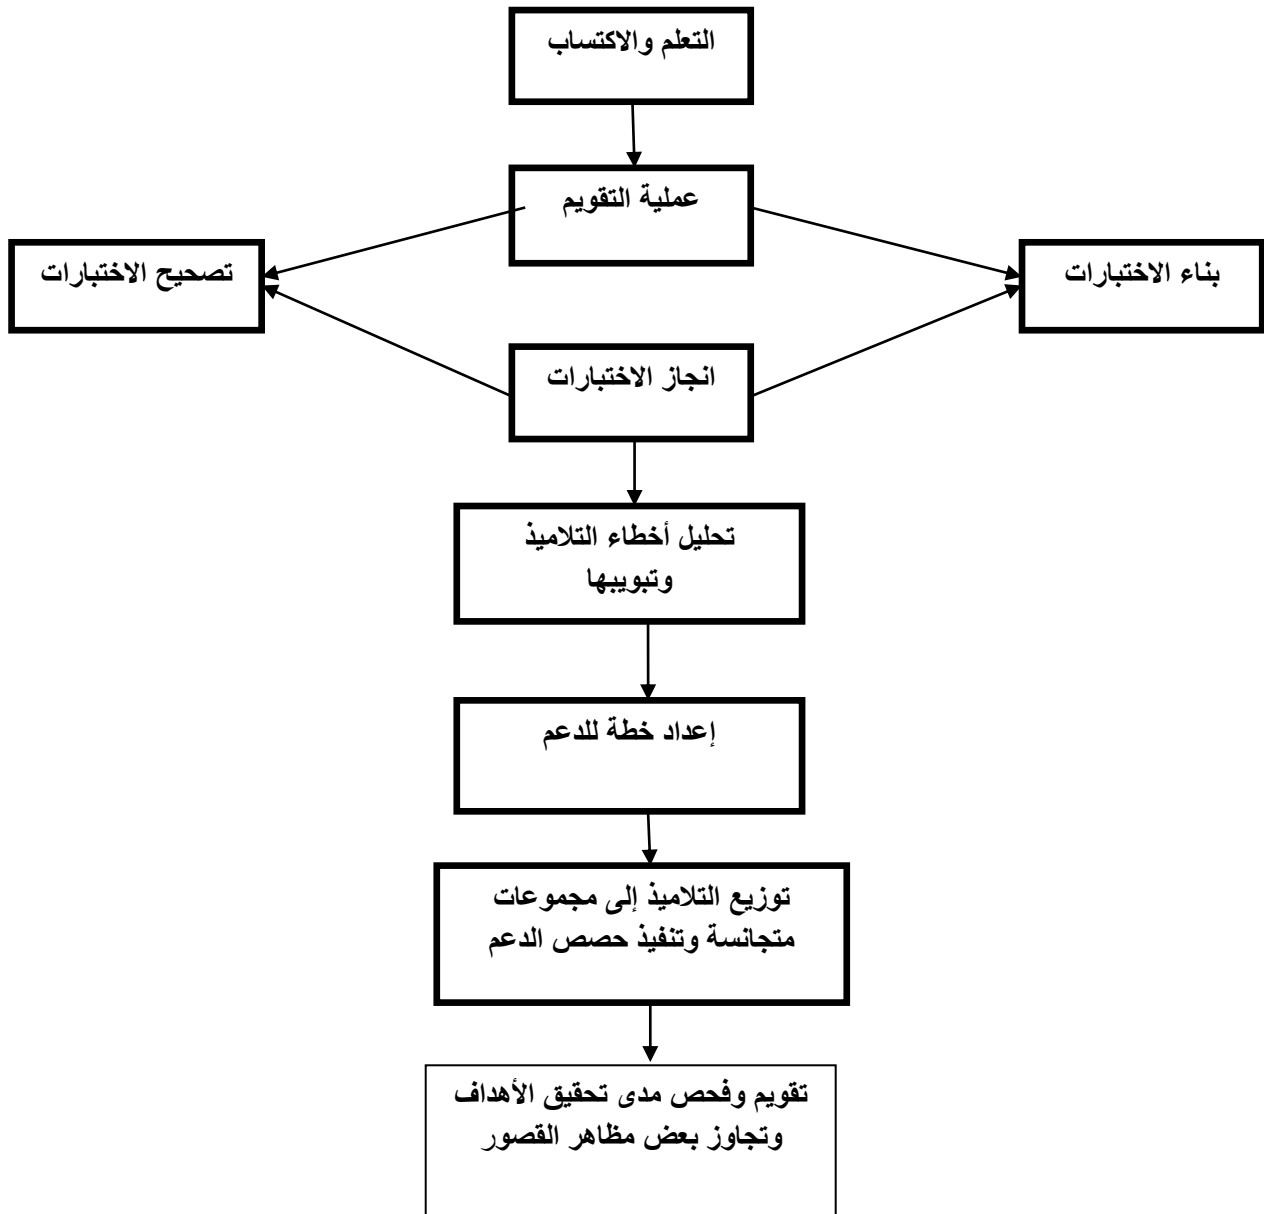 التعلم والاكتساب
عملية التقويم
بناء الاختبارات
تصحيح الاختبارات
انجاز الاختبارات
تحليل أخطاء التلاميذ
وتبويبها
إعداد خطة للدعم
توزيع التلاميذ إلى مجموعات
متجانسة وتنفيذ حصص الدعم
تقويم وفحص مدى تحقيق الأهداف
وتجاوز بعض مظاهر القصور